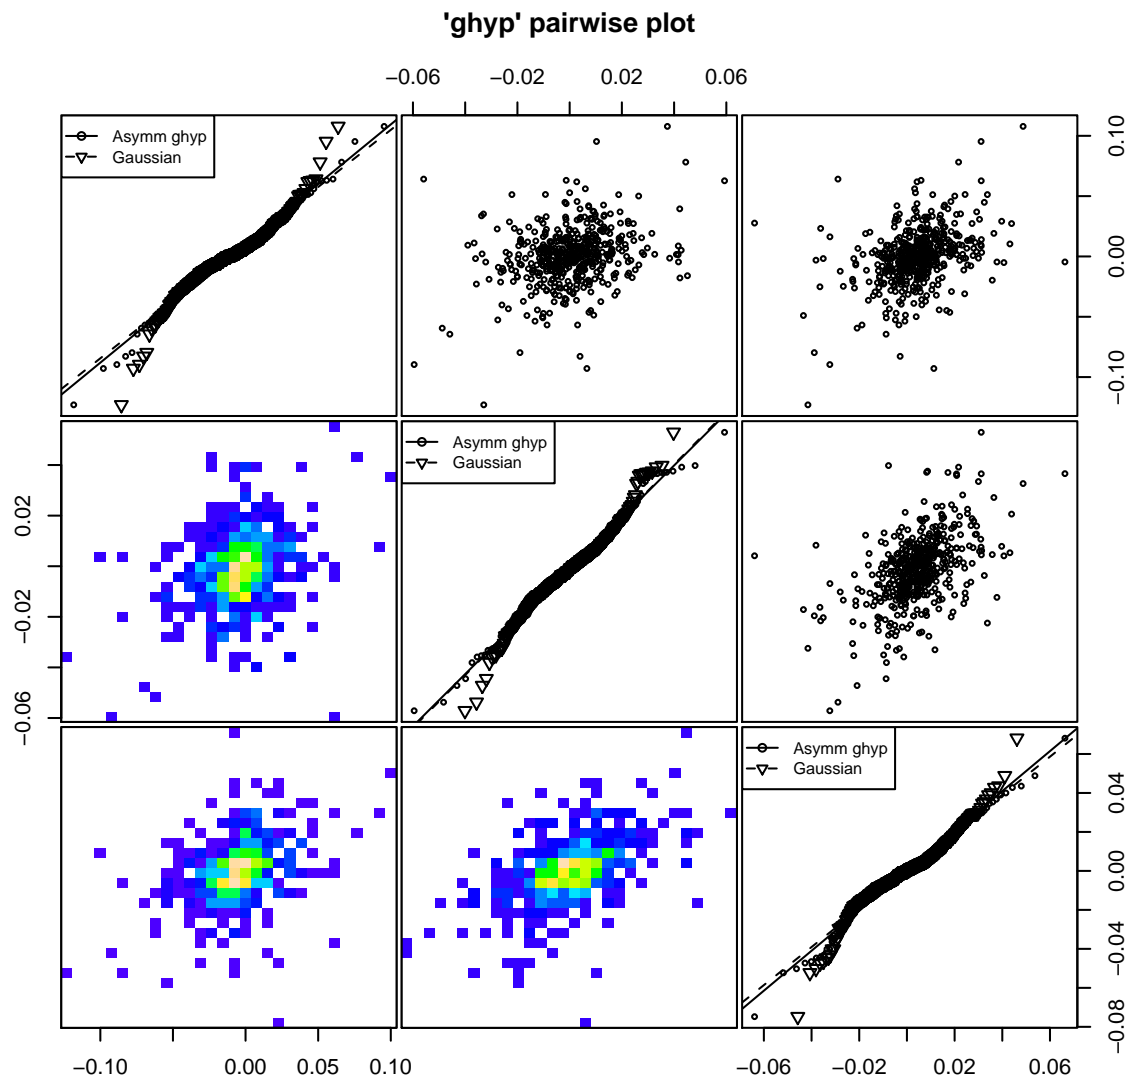 'ghyp' pairwise plot
−0.06 −0.02 0.02 0.06
Asymm ghyp
Gaussian
0.10
0.00
−0.10
Asymm ghyp
Gaussian
0.02
−0.02
−0.06
Asymm ghyp
Gaussian
0.04
0.00
−0.04
−0.08
−0.10 0.00 0.05 0.10
−0.06 −0.02 0.02 0.06